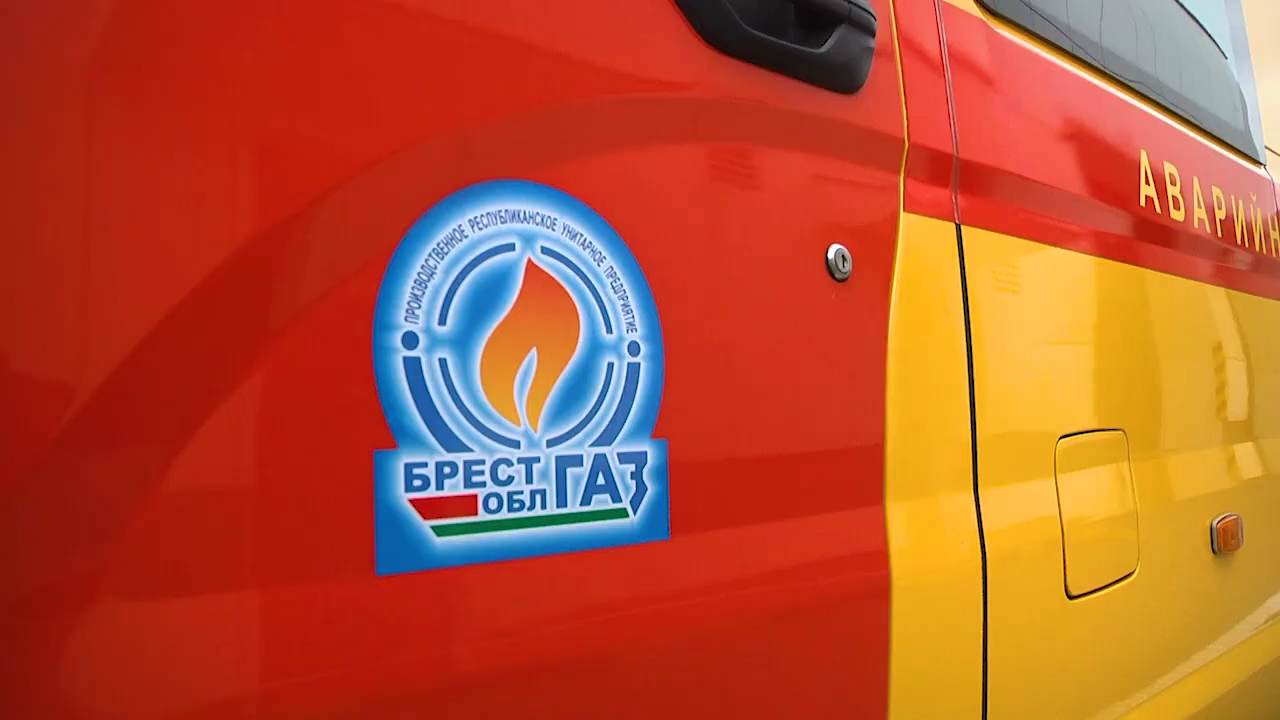 ПРОИЗВОДСТВЕННОЕ РЕСПУБЛИКАНСКОЕ УНИТАРНОЕ ПРЕДПРИЯТИЕ
БРЕСТ
ОБЛ
ГАЗ
АВАРИЙН